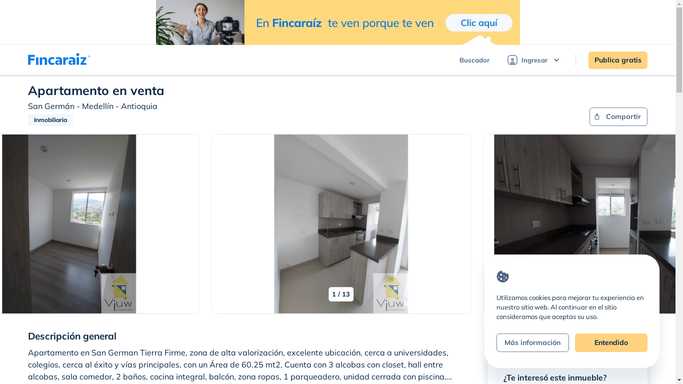 En Fincaraíz te ven porque te ven
Clic aquí
Fincaraíz
Buscador
Ingresar
Publica gratis
Apartamento en venta
San Germán - Medellín - Antioquia
Inmobiliaria
Compartir
Vjuw
1 / 13
Utilizamos cookies para mejorar tu experiencia en
nuestro sitio web. Al continuar en el sitio
consideramos que aceptas su uso.
Más información
Entendido
Descripción general
Apartamento en San German Tierra Firme, zona de alta valorización, excelente ubicación, cerca a universidades,
colegios, cerca al éxito y vías principales, con un Área de 60.25 mt2, Cuenta con 3 alcobas con closet, hall entre
alcobas, sala comedor, 2 baños, cocina integral, balcón, zona ropas, 1 parqueadero, unidad cerrada con piscina,...
¿Te interesó este inmueble?